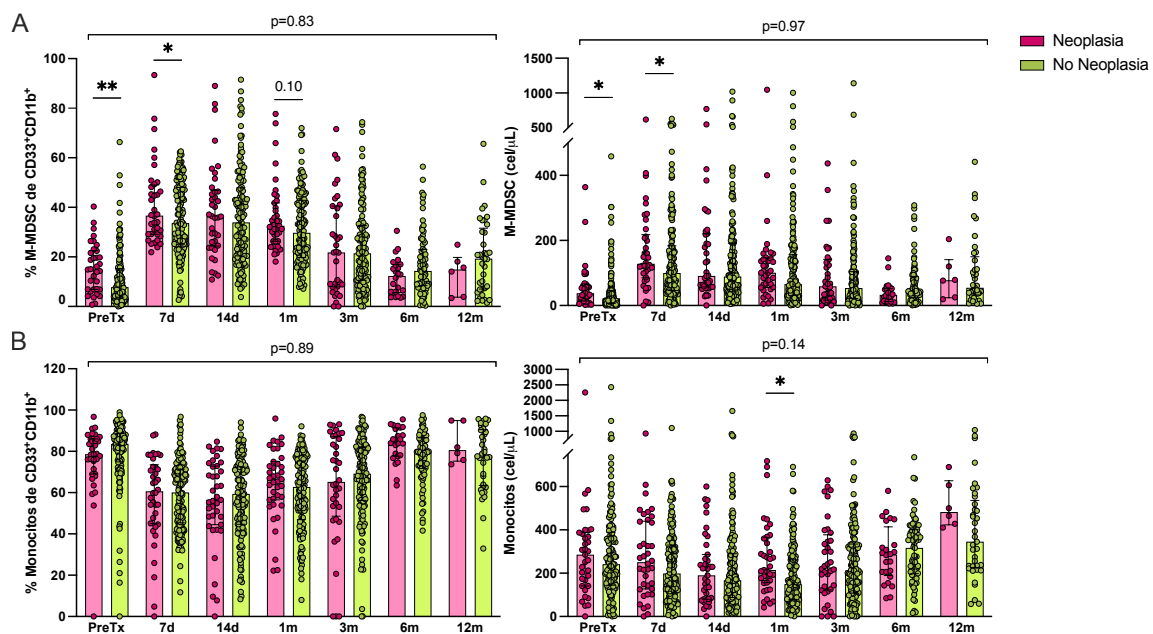 A
p=0.83
p=0.97
Neoplasia
No Neoplasia
% M-MDSC de CD33+CD11b+
100
80
60
40
20
0
**
*
0.10
PreTx 7d 14d 1m 3m 6m 12m
M-MDSC (cel/μL)
1500
1000
500
400
200
0
*
*
PreTx 7d 14d 1m 3m 6m 12m
B
p=0.89
p=0.14
% Monocitos de CD33+CD11b+
120
100
80
60
40
20
0
PreTx 7d 14d 1m 3m 6m 12m
Monocitos (cel/μL)
3000
2500
2000
1500
1000
600
400
200
0
*
PreTx 7d 14d 1m 3m 6m 12m